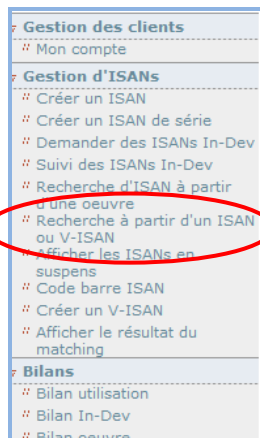 Gestion des clients
Mon compte
Gestion d'ISANs
Créer un ISAN
Créer un ISAN de série
Demander des ISANs In-Dev
Suivi des ISANs In-Dev
Recherche d'ISAN à partir
d'une oeuvre
Recherche à partir d'un ISAN
ou V-ISAN
Afficher les ISANs en
suspens
Code barre ISAN
Créer un V-ISAN
Afficher le résultat du
matching
Bilans
Bilan utilisation
Bilan In-Dev
Bilan oeuvre